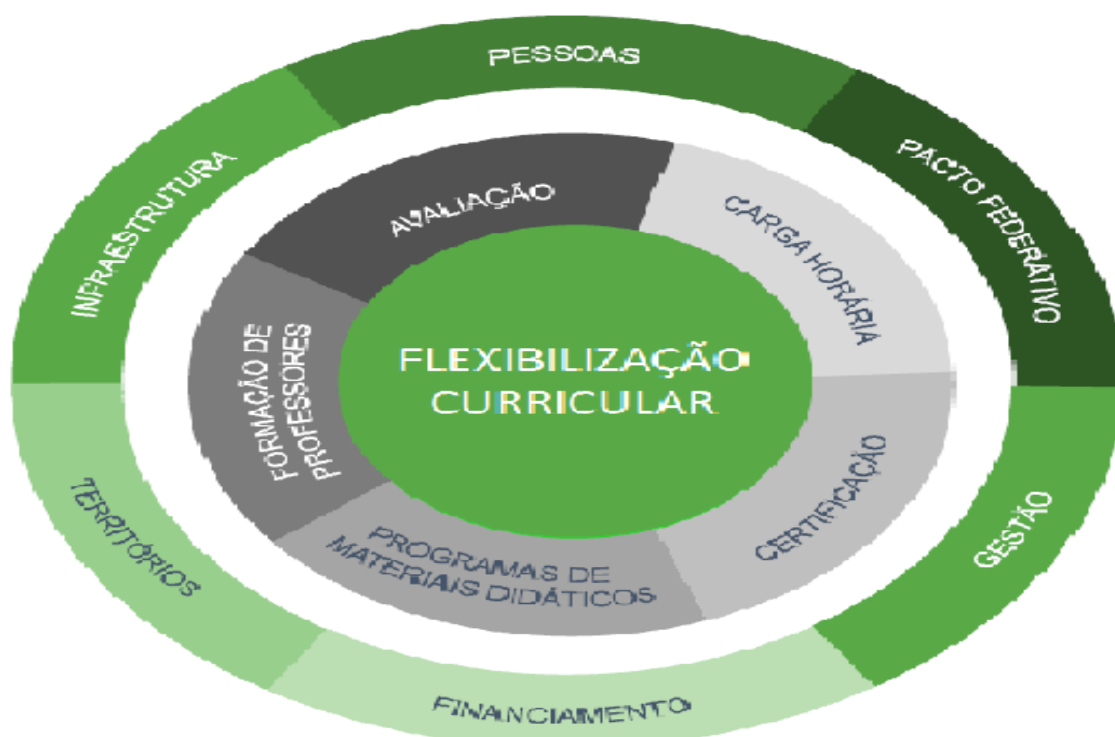 PESSOAS
PACTO FEDERATIVO
GESTÃO
FINANCIAMENTO
TERRITÓRIOS
INFRAESTRUTURA
AVALIAÇÃO
CARGA HORÁRIA
CERTIFICAÇÃO
PROGRAMAS DE
MATERIAIS DIDÁTICOS
FORMAÇÃO DE
PROFESSORES
FLEXIBILIZAÇÃO
CURRICULAR